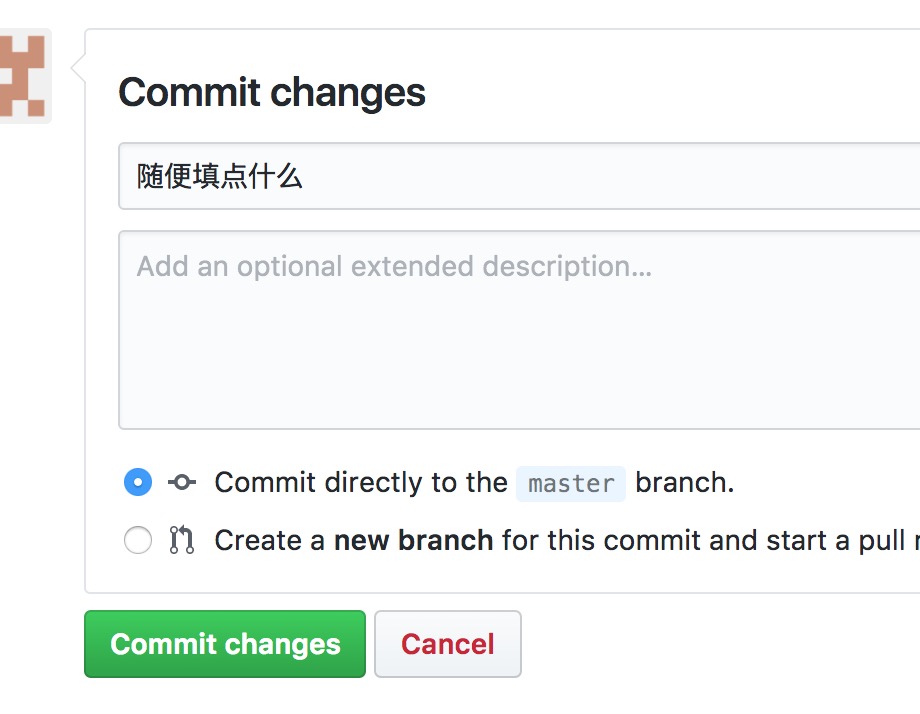 Commit changes
随便填点什么
Add an optional extended description...
Commit directly to the master branch.
Create a new branch for this commit and start a pull
Commit changes
Cancel